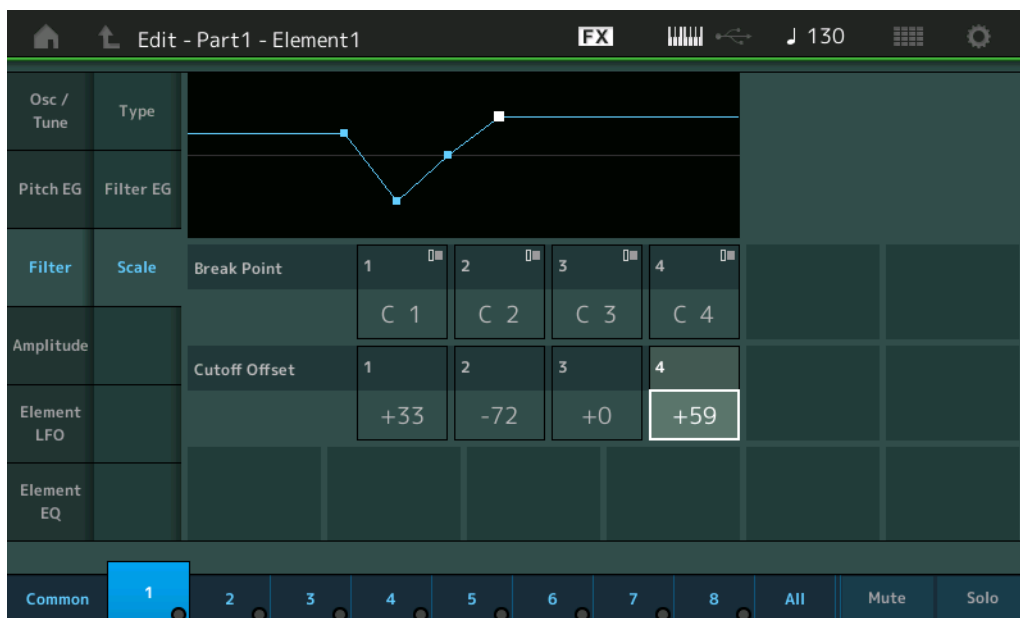 Edit - Part1 - Element1 FX ♩ 130
Osc /
Tune
Type
Pitch EG
Filter EG
Filter
Scale
Break Point 1 2 3 4
C 1 C 2 C 3 C 4
Amplitude
Cutoff Offset 1 2 3 4
+33 -72 +0 +59
Element
LFO
Element
EQ
Common 1 2 3 4 5 6 7 8 All Mute Solo